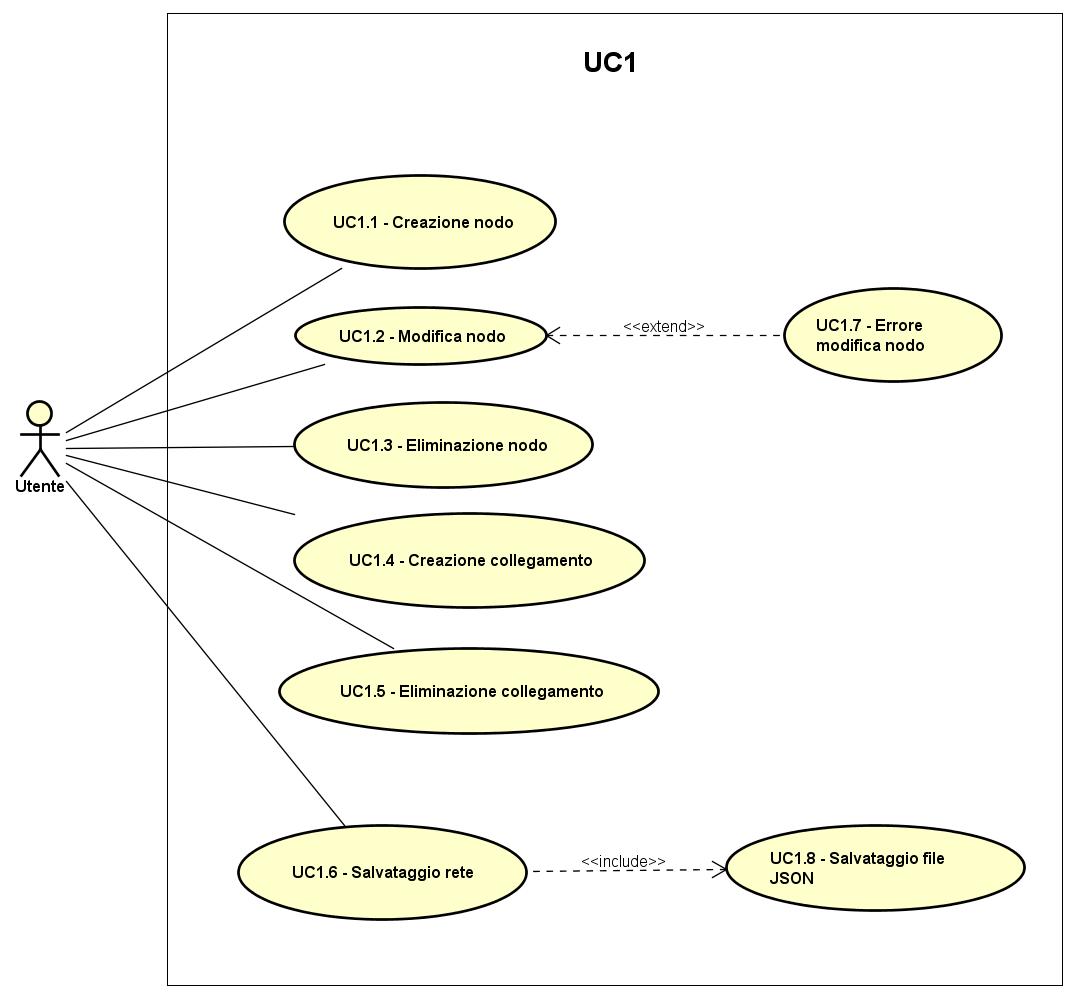 UC1
UC1.1 - Creazione nodo
UC1.2 - Modifica nodo
<<extend>>
UC1.7 - Errore
modifica nodo
UC1.3 - Eliminazione nodo
Utente
UC1.4 - Creazione collegamento
UC1.5 - Eliminazione collegamento
UC1.6 - Salvataggio rete
<<include>>
UC1.8 - Salvataggio file
JSON